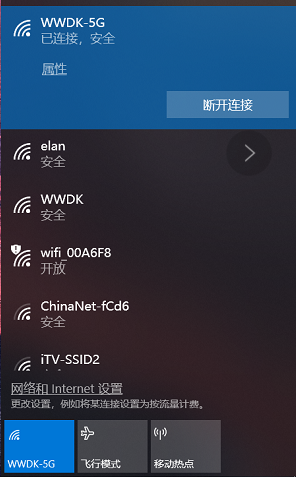 WWDK-5G
已连接，安全
属性
断开连接
elan
安全
WWDK
安全
wifi_00A6F8
开放
ChinaNet-fCd6
安全
iTV-SSID2
网络和 Internet 设置
更改设置，例如将某连接设置为按流量计费。
WWDK-5G
飞行模式
移动热点